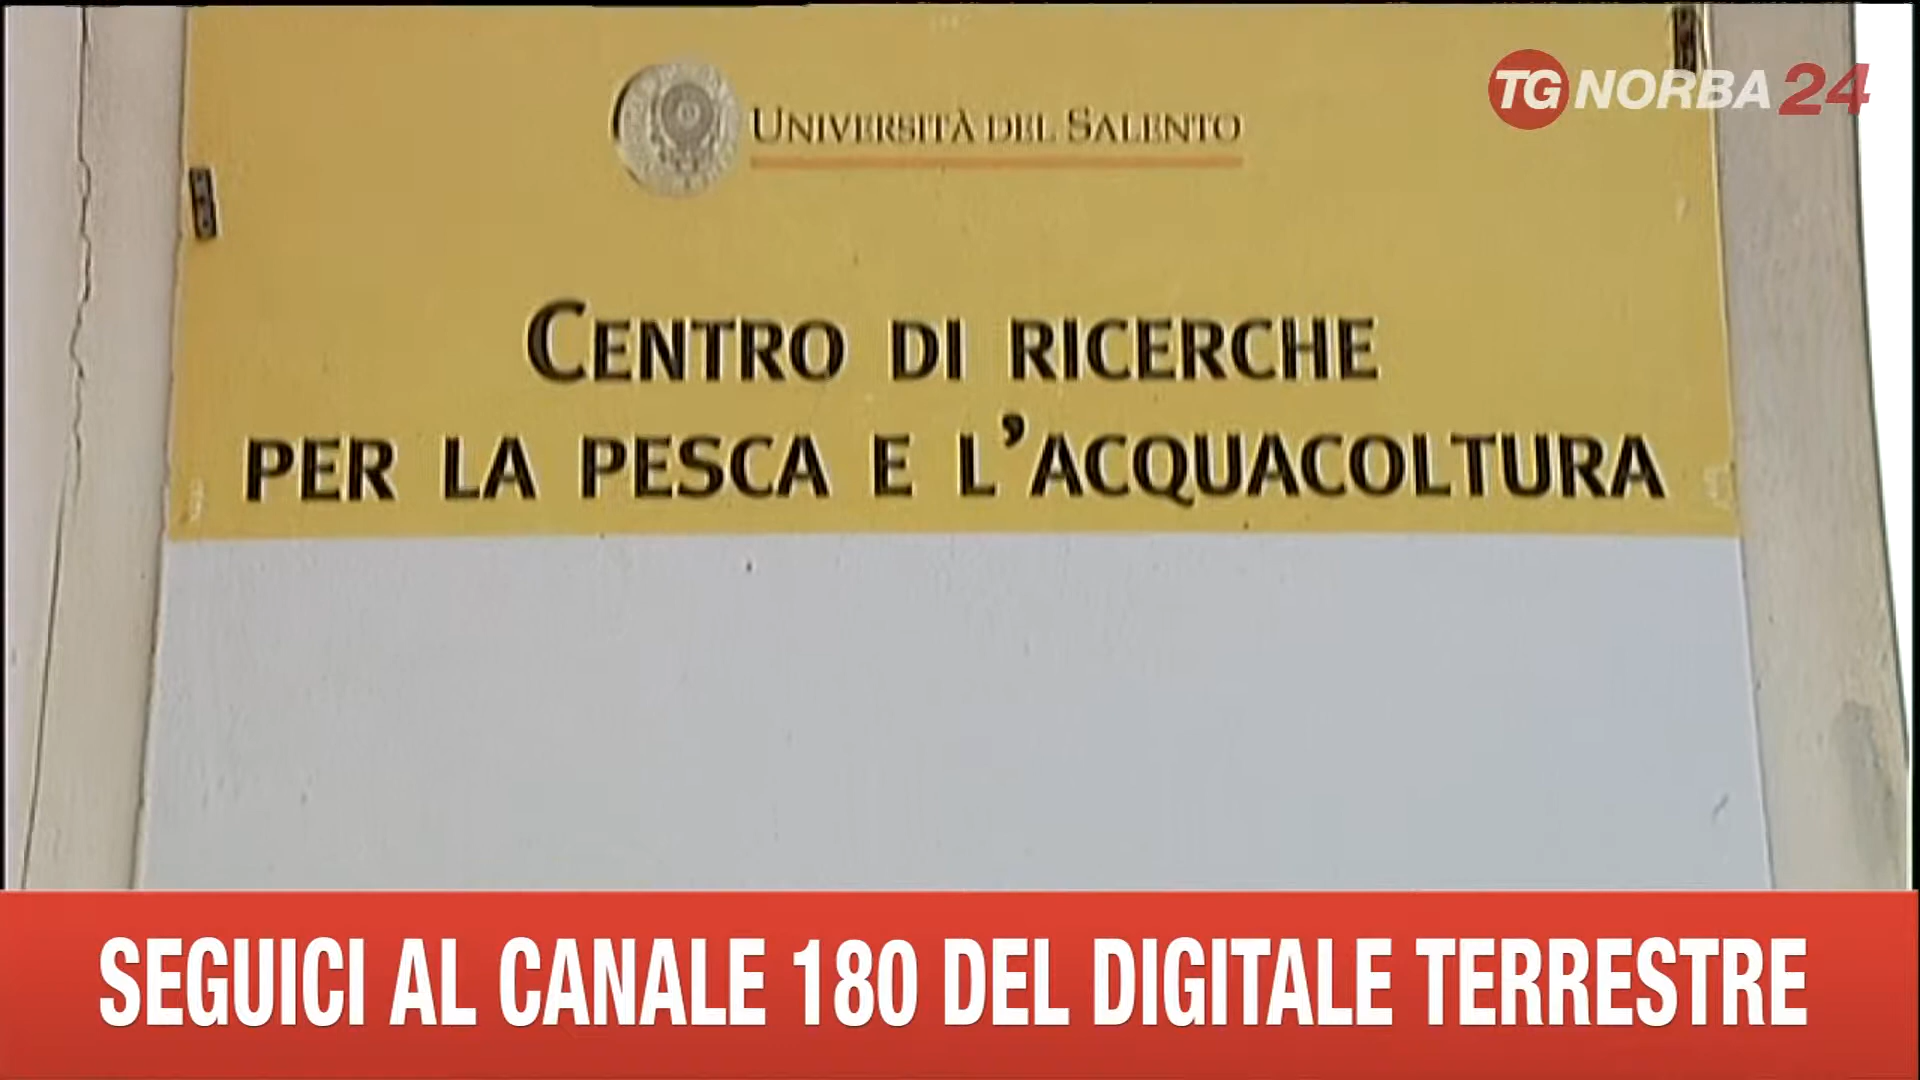 TG NORBA 24
UNIVERSITÀ DEL SALENTO
CENTRO DI RICERCHE
PER LA PESCA E L'ACQUACOLTURA
SEGUICI AL CANALE 180 DEL DIGITALE TERRESTRE